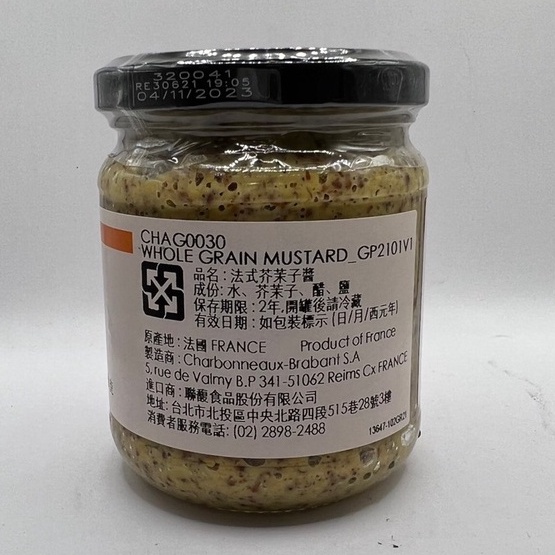 320041
RE30621 19:05
04/11/2023
CHAG0030
WHOLE GRAIN MUSTARD_GP2101V1
品名：法式芥茉子醬
成份：水、芥茉子、醋、鹽
保存期限：2年,開罐後請冷藏
有效日期：如包裝標示 (日/月/西元年)
原產地：法國 FRANCE Product of France
製造商：Charbonneaux-Brabant S.A
5,rue de Valmy B.P 341-51062 Reims Cx FRANCE
進口商：聯馥食品股份有限公司
地址: 台北市北投區中央北路四段515巷28號3樓
消費者服務電話: (02) 2898-2488
13647-102GR21